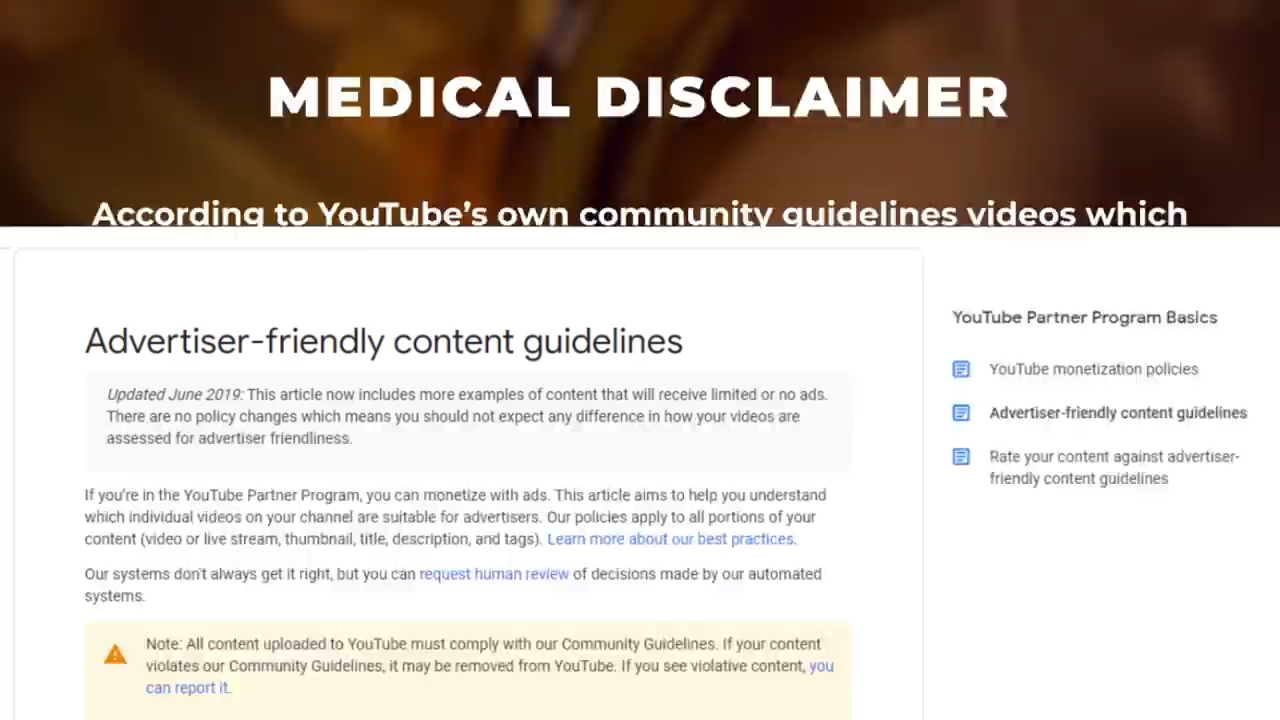 MEDICAL DISCLAIMER
According to YouTube’s own community guidelines videos which
Advertiser-friendly content guidelines
Updated June 2019: This article now includes more examples of content that will receive limited or no ads.
There are no policy changes which means you should not expect any difference in how your videos are
assessed for advertiser friendliness.
If you’re in the YouTube Partner Program, you can monetize with ads. This article aims to help you understand
which individual videos on your channel are suitable for advertisers. Our policies apply to all portions of your
content (video or live stream, thumbnail, title, description, and tags). Learn more about our best practices.
Our systems don’t always get it right, but you can request human review of decisions made by our automated
systems.
Note: All content uploaded to YouTube must comply with our Community Guidelines. If your content
violates our Community Guidelines, it may be removed from YouTube. If you see violative content, you
can report it.
YouTube Partner Program Basics
YouTube monetization policies
Advertiser-friendly content guidelines
Rate your content against advertiser-
friendly content guidelines